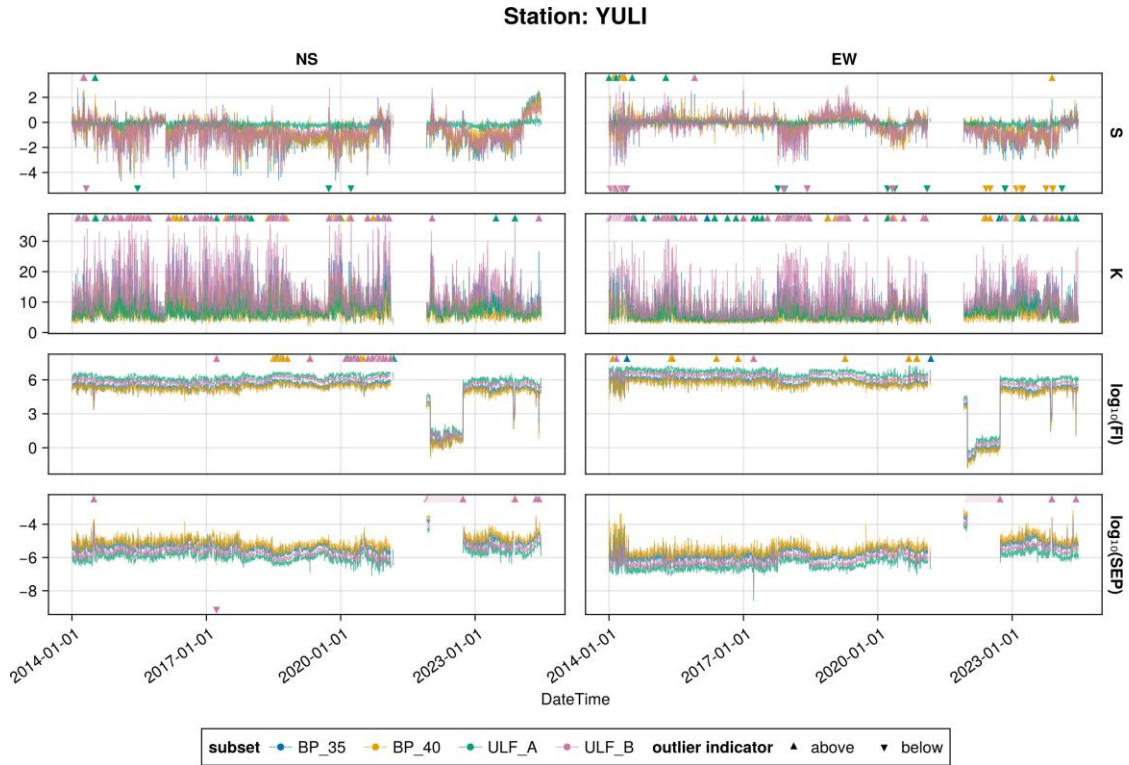 Station: YULI
NS EW
2
0
−2
−4
S
30
20
10
0
K
6
3
0
log₁₀(FI)
−4
−6
−8
log₁₀(SEP)
2014-01-01 2017-01-01 2020-01-01 2023-01-01 2014-01-01 2017-01-01 2020-01-01 2023-01-01
DateTime
subset BP_35 BP_40 ULF_A ULF_B outlier indicator above below